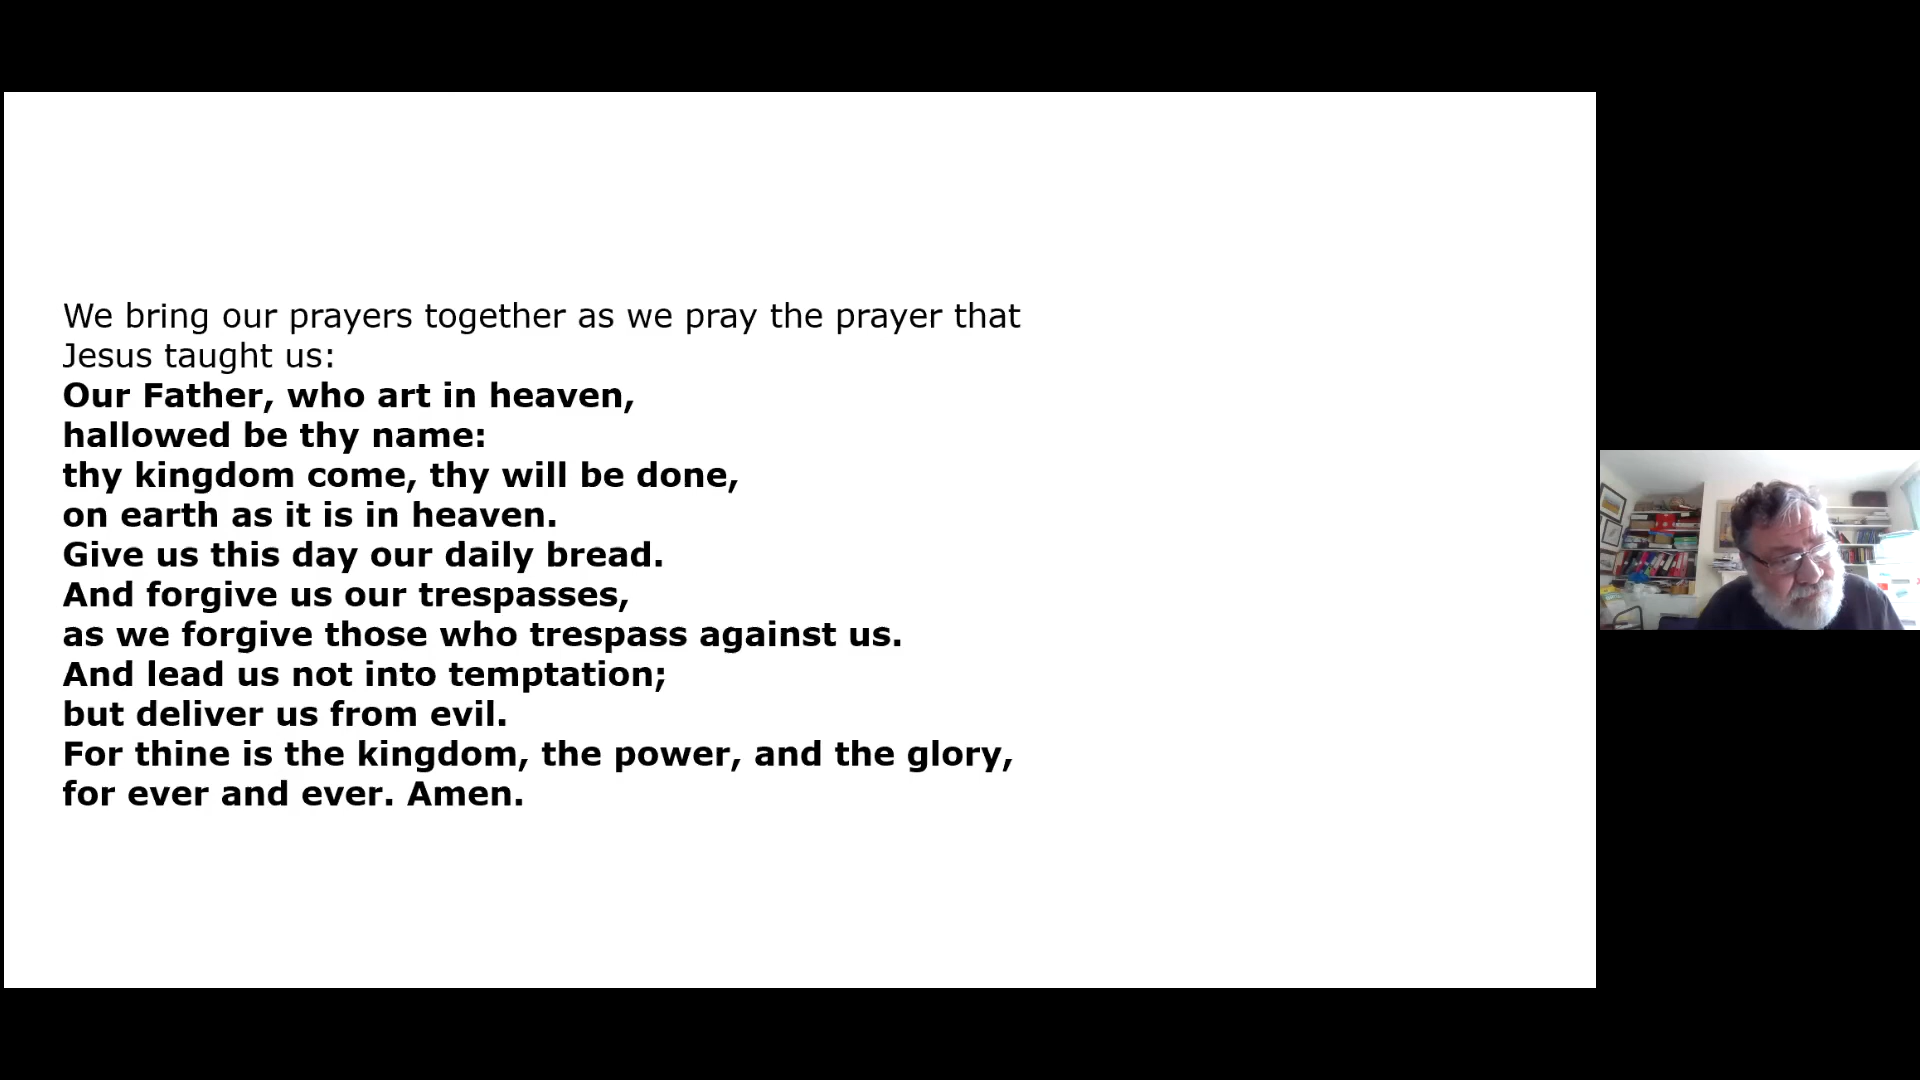 We bring our prayers together as we pray the prayer that
Jesus taught us:
Our Father, who art in heaven,
hallowed be thy name:
thy kingdom come, thy will be done,
on earth as it is in heaven.
Give us this day our daily bread.
And forgive us our trespasses,
as we forgive those who trespass against us.
And lead us not into temptation;
but deliver us from evil.
For thine is the kingdom, the power, and the glory,
for ever and ever. Amen.